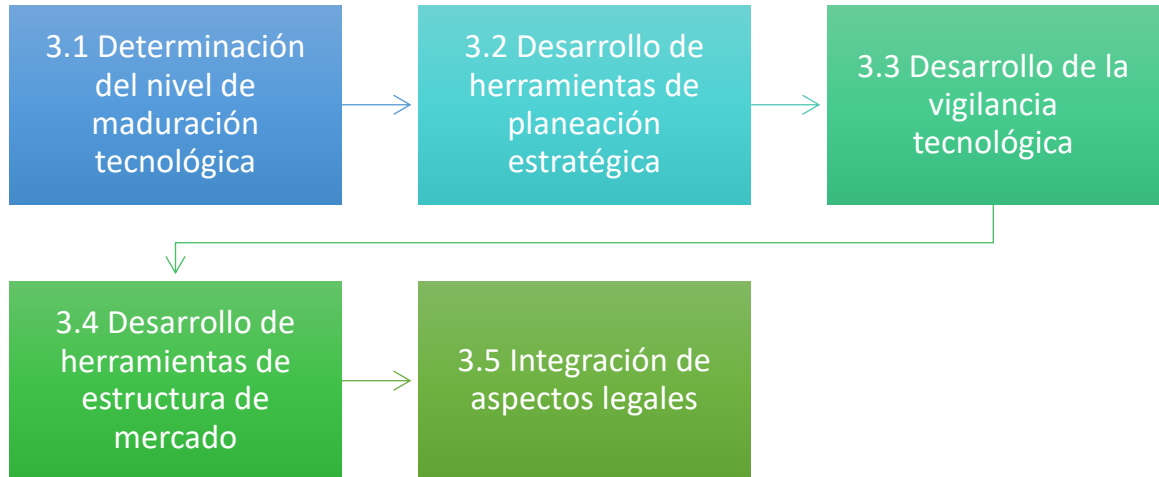 3.1 Determinación
del nivel de
maduración
tecnológica
3.2 Desarrollo de
herramientas de
planeación
estratégica
3.3 Desarrollo de la
vigilancia
tecnológica
3.4 Desarrollo de
herramientas de
estructura de
mercado
3.5 Integración de
aspectos legales